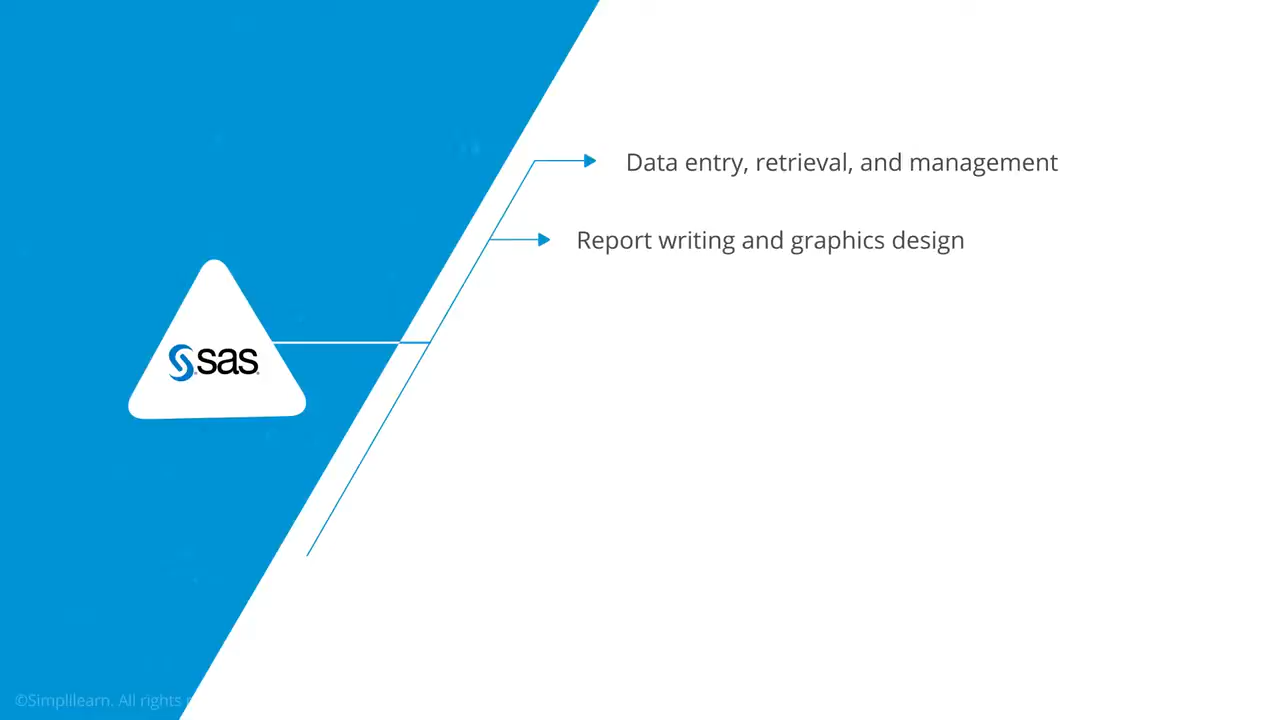 Data entry, retrieval, and management
Report writing and graphics design
sas
©Simplilearn. All rights